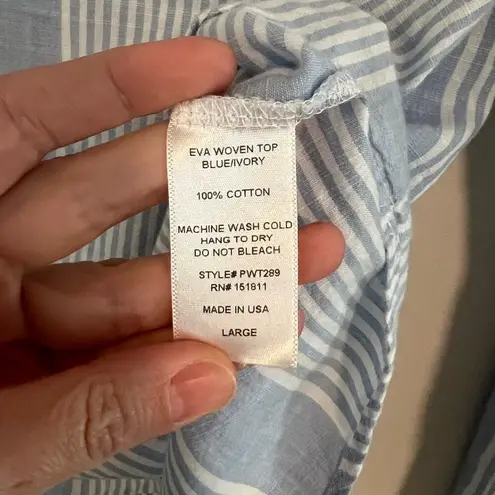 EVA WOVEN TOP
BLUE/IVORY
100% COTTON
MACHINE WASH COLD
HANG TO DRY
DO NOT BLEACH
STYLE# PWT289
RN# 151811
MADE IN USA
LARGE